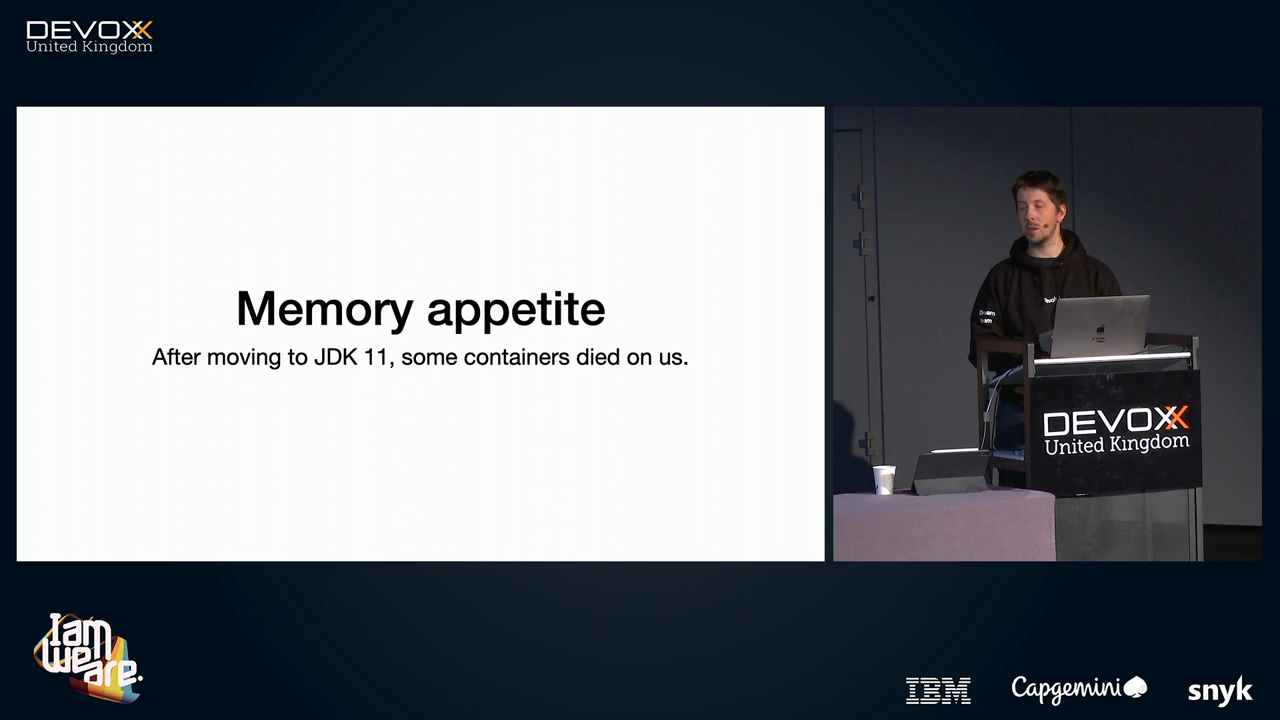 DEVOXX
United Kingdom
Memory appetite
After moving to JDK 11, some containers died on us.
DEVOXX
United Kingdom
I am
we
are.
IBM
Capgemini
snyk